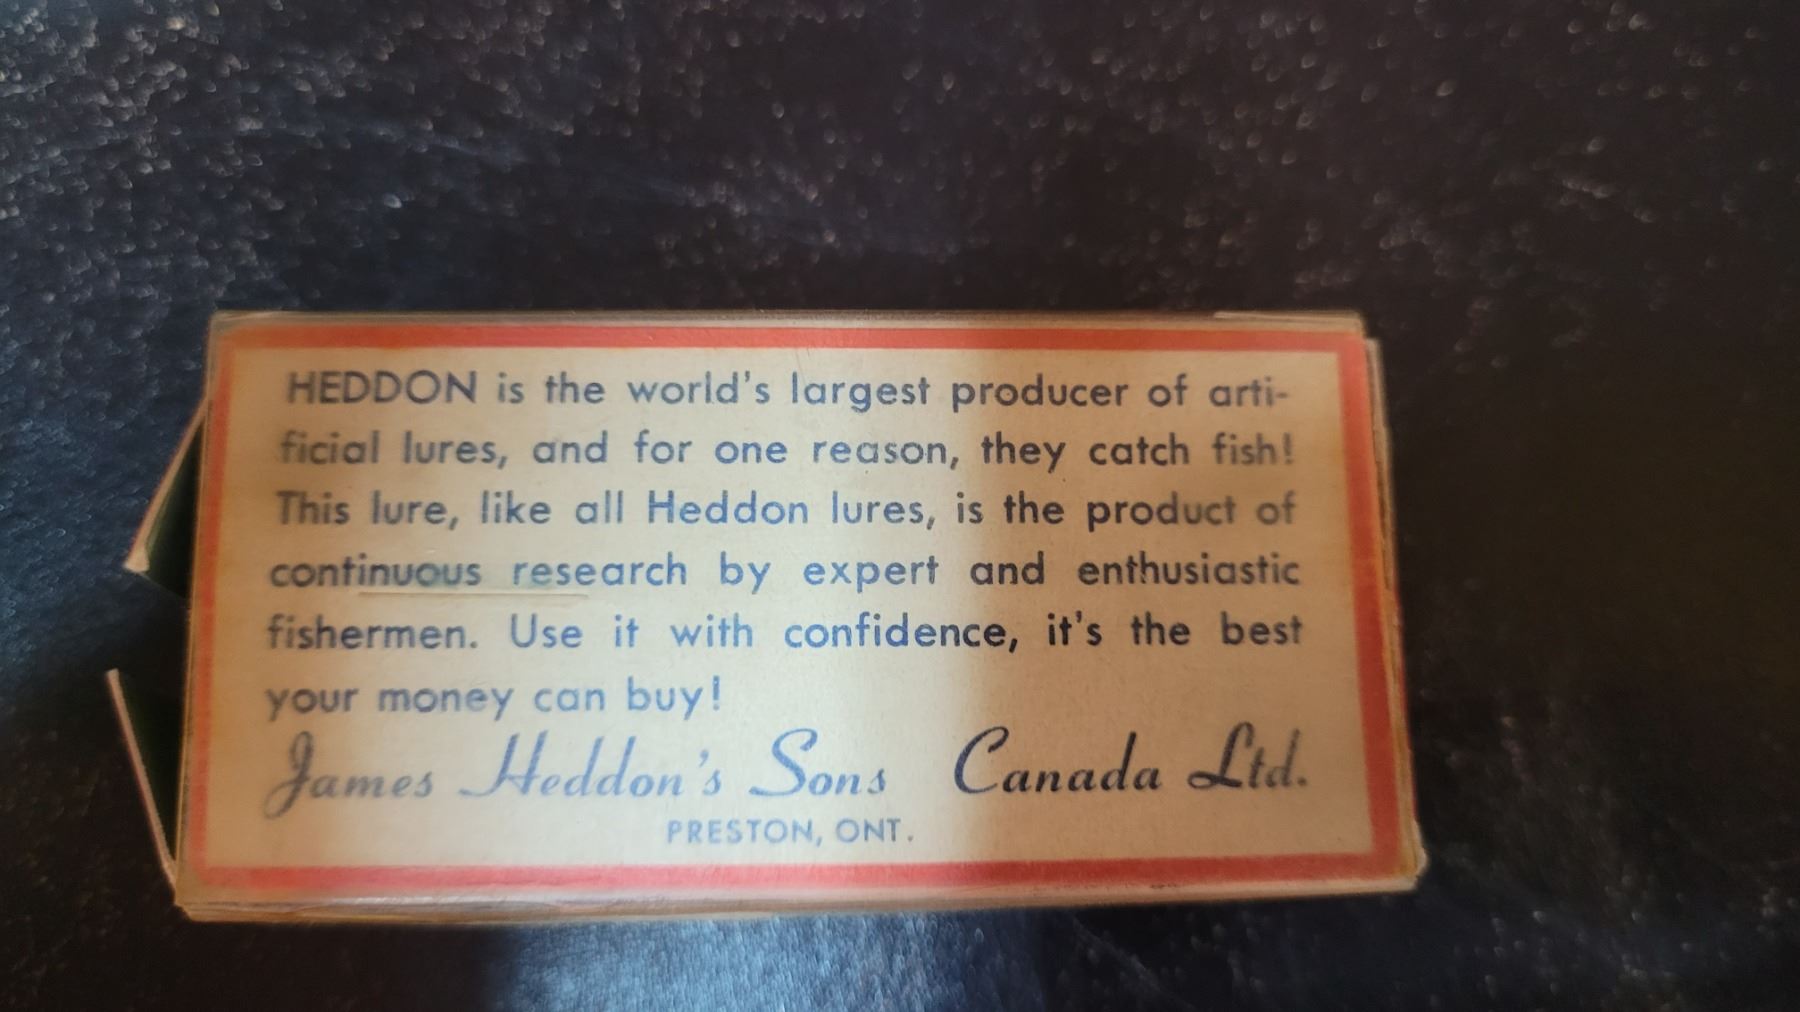 HEDDON is the world's largest producer of arti-
ficial lures, and for one reason, they catch fish!
This lure, like all Heddon lures, is the product of
continuous research by expert and enthusiastic
fishermen. Use it with confidence, it's the best
your money can buy!
James Heddon's Sons Canada Ltd.
PRESTON, ONT.